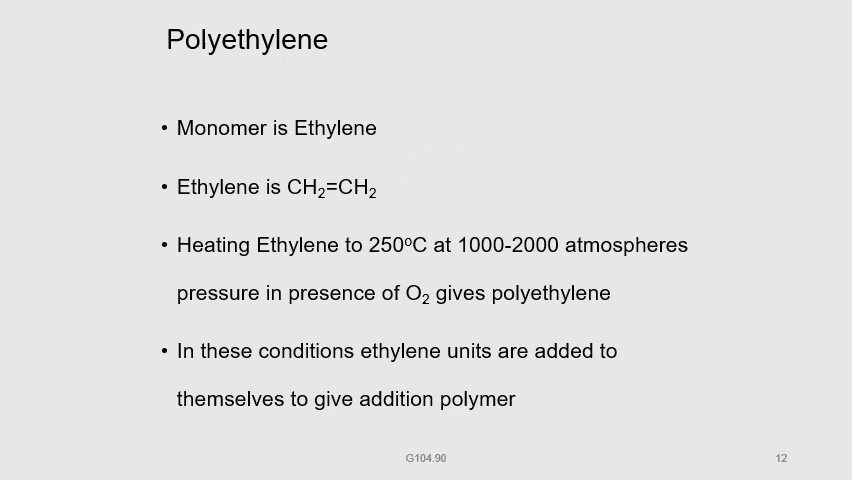 Polyethylene
• Monomer is Ethylene
• Ethylene is CH₂=CH₂
• Heating Ethylene to 250ºC at 1000-2000 atmospheres
pressure in presence of O₂ gives polyethylene
• In these conditions ethylene units are added to
themselves to give addition polymer
G104.90
12